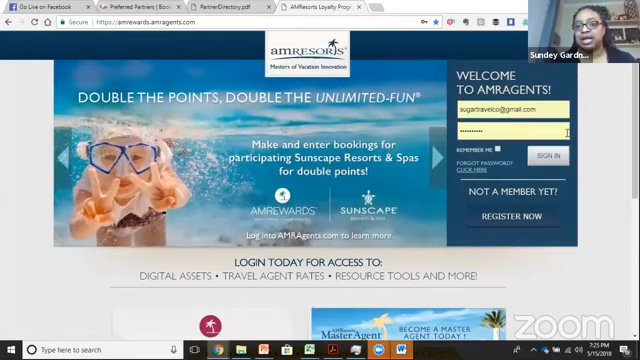 Go Live on Facebook
Preferred Partners | Book
PartnerDirectory.pdf
AMResorts Loyalty Prog
Secure
https://amrewards.amragents.com
Sundey Gardn...
amRESORTS
Masters of Vacation Innovation
DOUBLE THE POINTS, DOUBLE THE UNLIMITED-FUN®
Make and enter bookings for
participating Sunscape Resorts & Spas
for double points!
AMREWARDS
SUNSCAPE
Log into AMRAgents.com to learn more.
WELCOME
TO AMRAGENTS!
sugartravelco@gmail.com
••••••••••
REMEMBER ME
FORGOT PASSWORD?
CLICK HERE
SIGN IN
NOT A MEMBER YET?
REGISTER NOW
LOGIN TODAY FOR ACCESS TO:
DIGITAL ASSETS • TRAVEL AGENT RATES • RESOURCE TOOLS AND MORE!
AMResorts
Master Agent
BECOME A MASTER
AGENT TODAY!
zoom
Type here to search
7:25 PM
5/15/2018